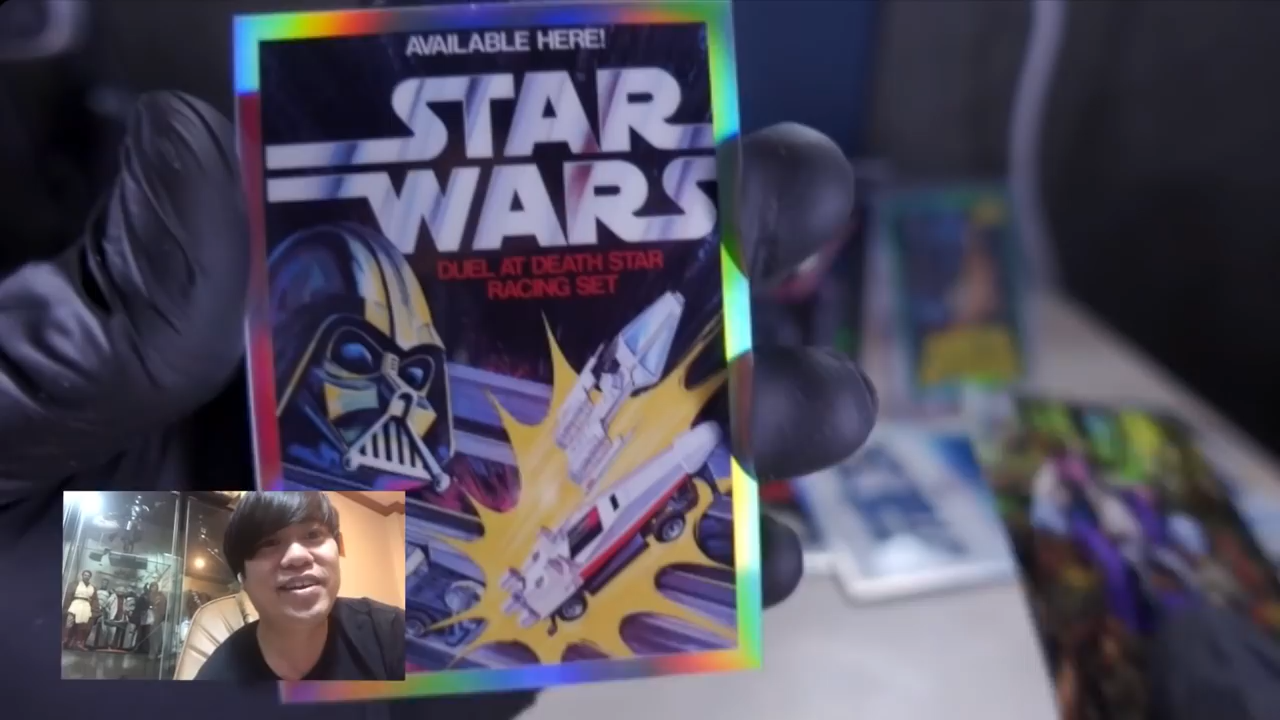 AVAILABLE HERE!
STAR
WARS
DUEL AT DEATH STAR
RACING SET